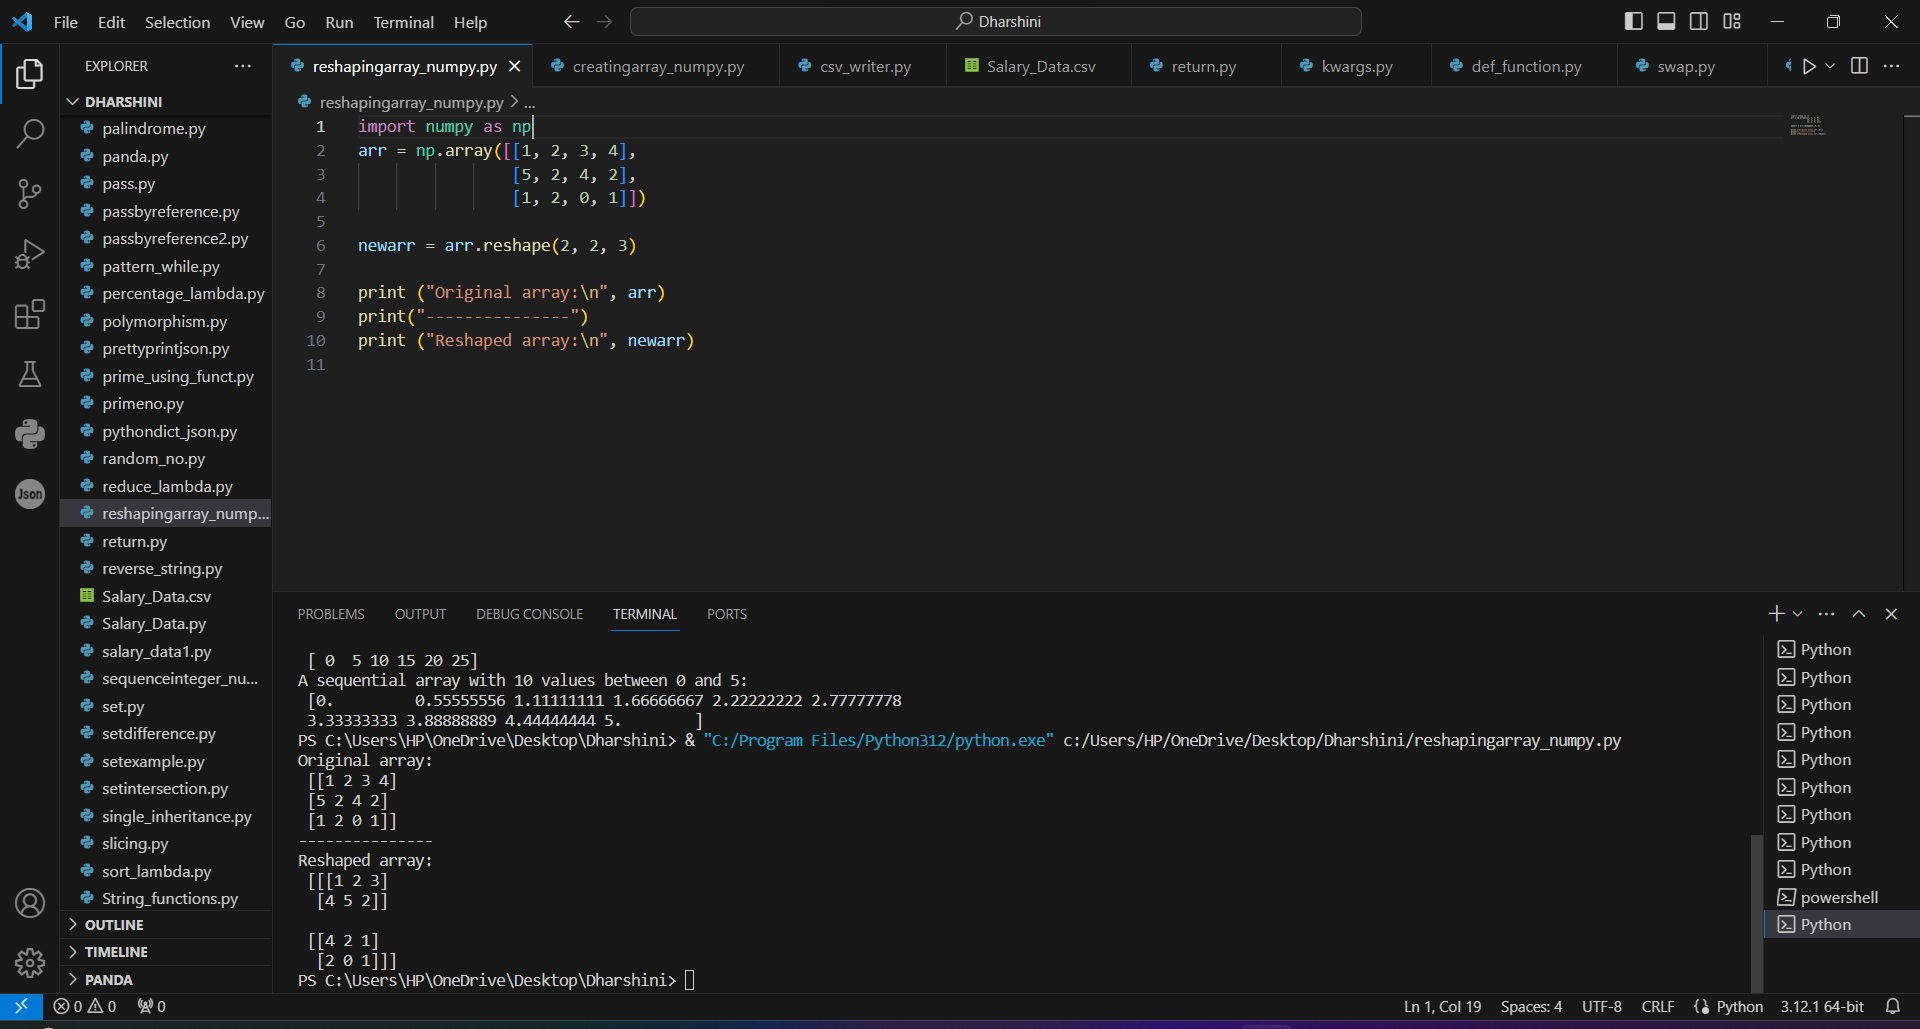 File Edit Selection View Go Run Terminal Help
Dharshini
EXPLORER
DHARSHINI
palindrome.py
panda.py
pass.py
passbyreference.py
passbyreference2.py
pattern_while.py
percentage_lambda.py
polymorphism.py
prettyprintjson.py
prime_using_funct.py
primeno.py
pythondict_json.py
random_no.py
reduce_lambda.py
reshapingarray_nump...
return.py
reverse_string.py
Salary_Data.csv
Salary_Data.py
salary_data1.py
sequenceinteger_nu...
set.py
setdifference.py
setexample.py
setintersection.py
single_inheritance.py
slicing.py
sort_lambda.py
String_functions.py
OUTLINE
TIMELINE
PANDA
Json
reshapingarray_numpy.py creatingarray_numpy.py csv_writer.py Salary_Data.csv return.py kwargs.py def_function.py swap.py
reshapingarray_numpy.py > ...
1 import numpy as np
2 arr = np.array([[1, 2, 3, 4],
3 [5, 2, 4, 2],
4 [1, 2, 0, 1]])
5
6 newarr = arr.reshape(2, 2, 3)
7
8 print ("Original array:\n", arr)
9 print("---------------")
10 print ("Reshaped array:\n", newarr)
11
PROBLEMS OUTPUT DEBUG CONSOLE TERMINAL PORTS
[ 0  5 10 15 20 25]
A sequential array with 10 values between 0 and 5:
[0.         0.55555556 1.11111111 1.66666667 2.22222222 2.77777778
3.33333333 3.88888889 4.44444444 5.        ]
PS C:\Users\HP\OneDrive\Desktop\Dharshini> & "C:/Program Files/Python312/python.exe" c:/Users/HP/OneDrive/Desktop/Dharshini/reshapingarray_numpy.py
Original array:
[[1 2 3 4]
[5 2 4 2]
[1 2 0 1]]
---------------
Reshaped array:
[[[1 2 3]
[4 5 2]]
[[4 2 1]
[2 0 1]]]
PS C:\Users\HP\OneDrive\Desktop\Dharshini>
Python
Python
Python
Python
Python
Python
Python
Python
Python
powershell
Python
0 0 0
Ln 1, Col 19 Spaces: 4 UTF-8 CRLF Python 3.12.1 64-bit